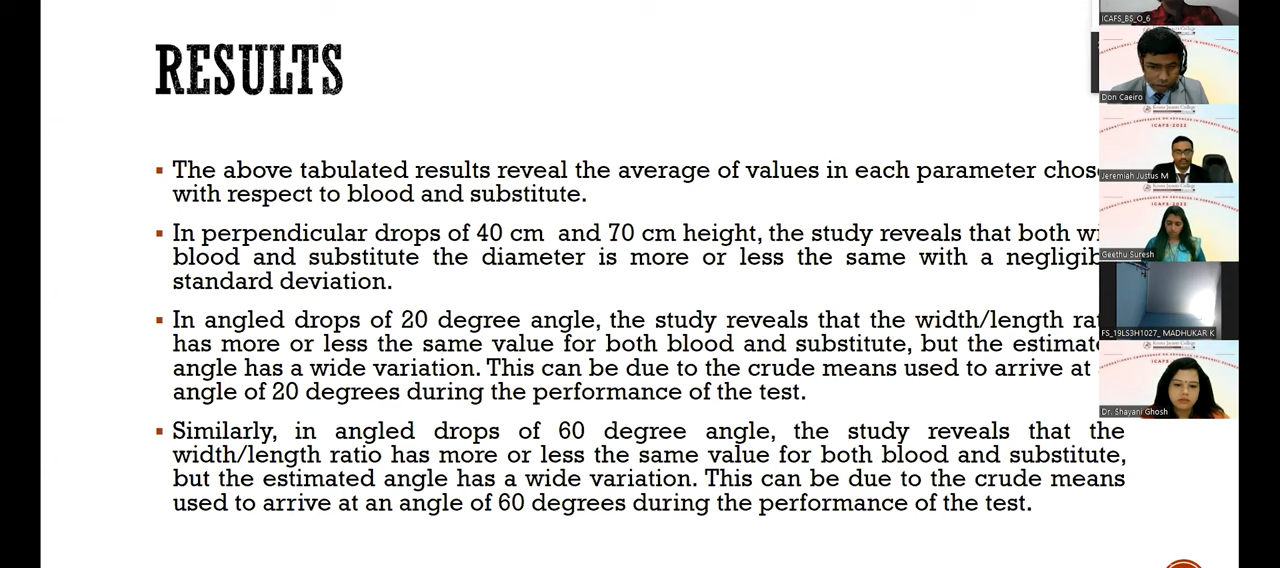 RESULTS
▪ The above tabulated results reveal the average of values in each parameter
with respect to blood and substitute.
▪ In perpendicular drops of 40 cm and 70 cm height, the study reveals that both
blood and substitute the diameter is more or less the same with a
standard deviation.
▪ In angled drops of 20 degree angle, the study reveals that the width/length
has more or less the same value for both blood and substitute, but the
angle has a wide variation. This can be due to the crude means used to arrive at
angle of 20 degrees during the performance of the test.
▪ Similarly, in angled drops of 60 degree angle, the study reveals that the
width/length ratio has more or less the same value for both blood and substitute,
but the estimated angle has a wide variation. This can be due to the crude means
used to arrive at an angle of 60 degrees during the performance of the test.
ICAFS_BS_O_6
Don Caeiro
ICAFS-2022
Jeremiah Justus M
ICAFS-2022
Geethu Suresh
FS_19LS3H1027_ MADHUKAR K
Dr. Shayani Ghosh